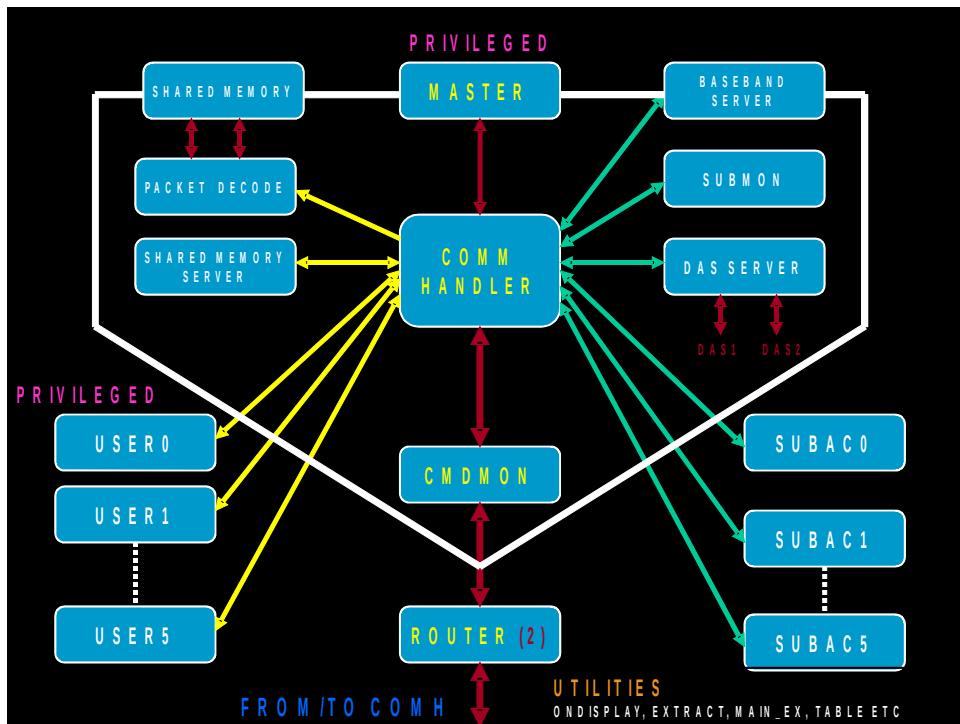 PRIVILEGED
SHARED MEMORY
MASTER
BASEBAND
SERVER
PACKET DECODE
SUBMON
SHARED MEMORY
SERVER
COMM
HANDLER
DAS SERVER
DAS1 DAS2
PRIVILEGED
USER0
CMDMON
SUBAC0
USER1
SUBAC1
USER5
ROUTER (2)
SUBAC5
UTILITIES
FROM/TO COMH
ONDISPLAY, EXTRACT, MAIN_EX, TABLE ETC